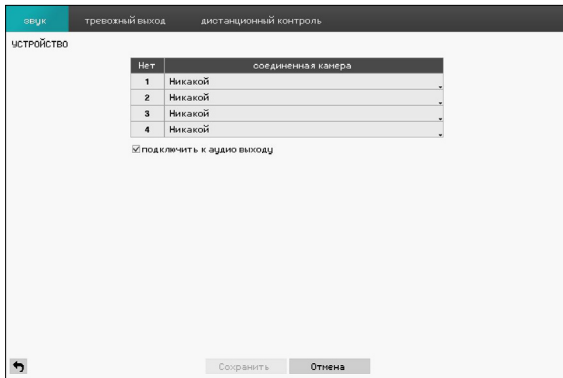 звук тревожный выход дистанционный контроль
УСТРОЙСТВО
Нет соединенная камера
1 Никакой
2 Никакой
3 Никакой
4 Никакой
подключить к аудио выходу
Сохранить Отмена